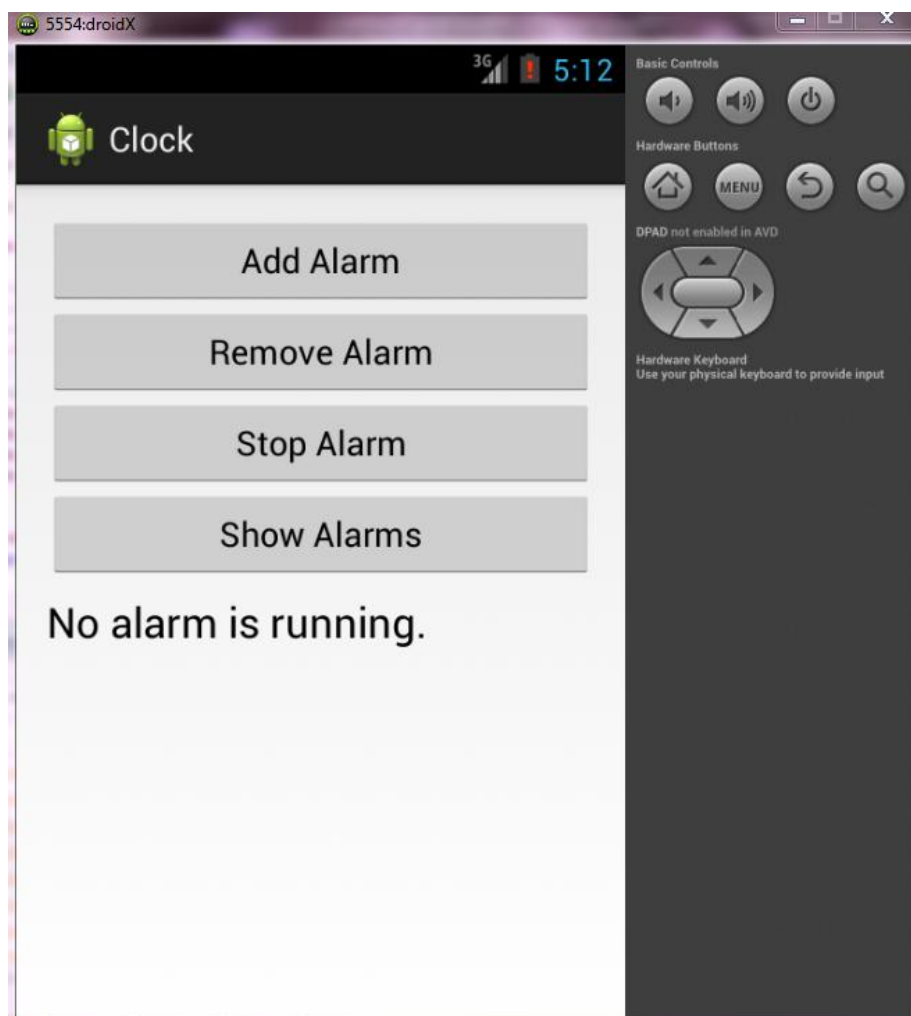 5554:droidX
3G 5:12
Clock
Add Alarm
Remove Alarm
Stop Alarm
Show Alarms
No alarm is running.
Basic Controls
Hardware Buttons
MENU
DPAD not enabled in AVD
Hardware Keyboard
Use your physical keyboard to provide input